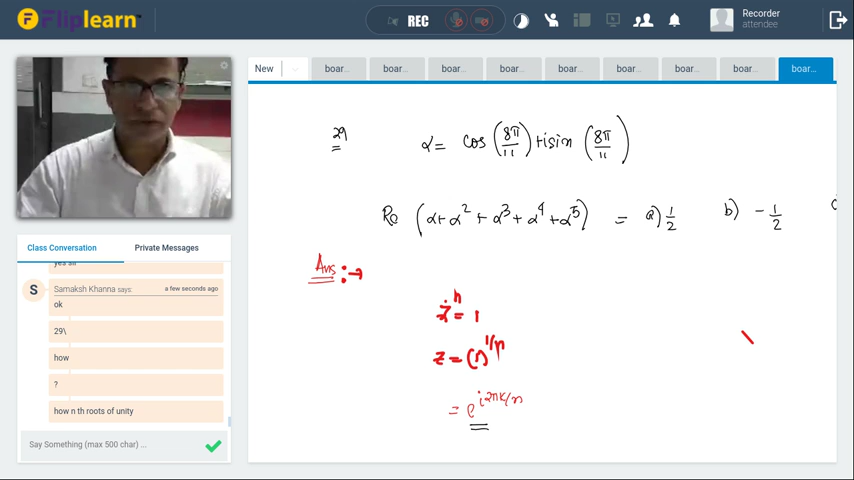 Fliplearn
REC
Recorder
attendee
New
boar...
boar...
boar...
boar...
boar...
boar...
boar...
boar...
boar...
29
α = cos (8π/11) + i sin (8π/11)
Re (α + α² + α³ + α⁴ + α⁵) = a) 1/2 b) - 1/2
Ans :→
zⁿ = 1
z = (1)^1/n
= e^i2πk/n
Class Conversation
Private Messages
S
Samaksh Khanna says:
a few seconds ago
ok
29\
how
?
how n th roots of unity
Say Something (max 500 char) ...